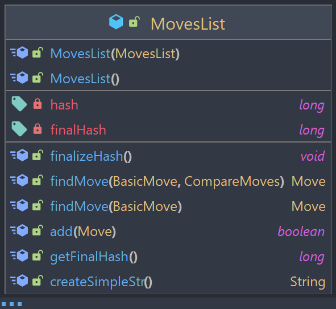 MovesList
MovesList(MovesList)
MovesList()
hash long
finalHash long
finalizeHash() void
findMove(BasicMove, CompareMoves) Move
findMove(BasicMove) Move
add(Move) boolean
getFinalHash() long
createSimpleStr() String